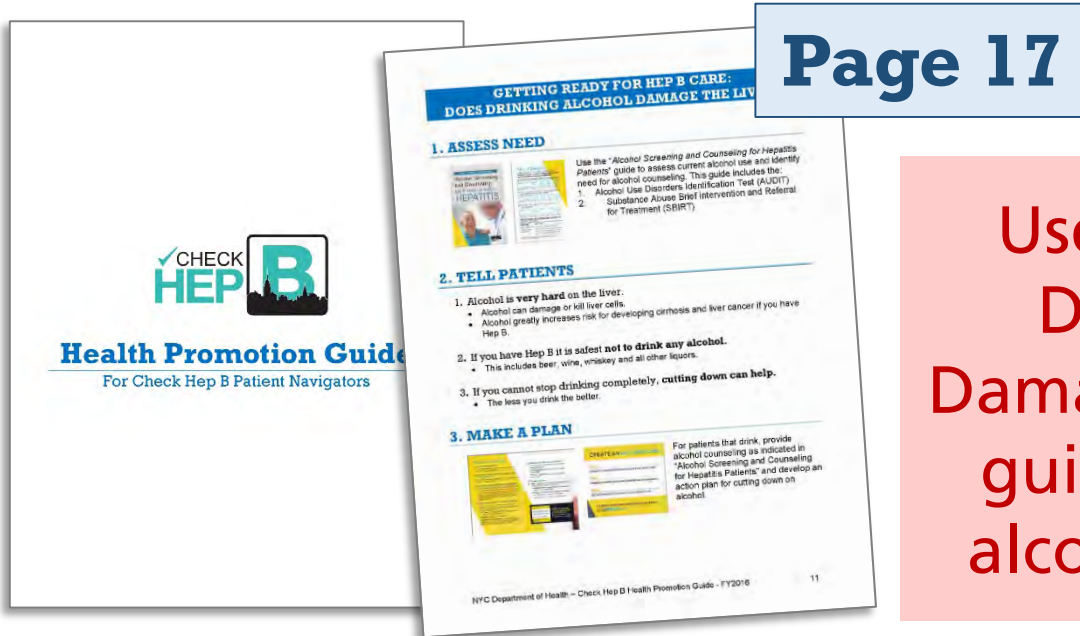 ✓CHECK
HEP B
Health Promotion Guide
For Check Hep B Patient Navigators
Page 17
GETTING READY FOR HEP B CARE:
DOES DRINKING ALCOHOL DAMAGE THE LIV
1. ASSESS NEED
HEPATITIS
Use the "Alcohol Screening and Counseling for Hepatitis
Patients" guide to assess current alcohol use and identify
need for alcohol counseling. This guide includes the:
1. Alcohol Use Disorders Identification Test (AUDIT)
2. Substance Abuse Brief intervention and Referral
for Treatment (SBIRT)
2. TELL PATIENTS
1. Alcohol is very hard on the liver.
• Alcohol can damage or kill liver cells.
• Alcohol greatly increases risk for developing cirrhosis and liver cancer if you have
Hep B.
2. If you have Hep B it is safest not to drink any alcohol.
• This includes beer, wine, whiskey and all other liquors.
3. If you cannot stop drinking completely, cutting down can help.
• The less you drink the better.
3. MAKE A PLAN
For patients that drink, provide
alcohol counseling as indicated in
"Alcohol Screening and Counseling
for Hepatitis Patients" and develop an
action plan for cutting down on
alcohol.
NYC Department of Health – Check Hep B Health Promotion Guide - FY2016
11
Use
D
Dama
gui
alco